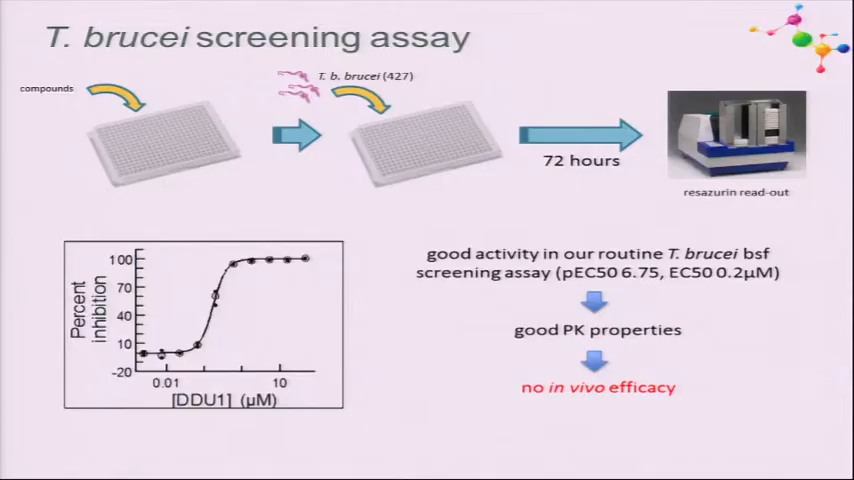 T. brucei screening assay
compounds
T. b. brucei (427)
72 hours
resazurin read-out
Percent
inhibition
100
70
40
10
-20
0.01
10
[DDU1] (µM)
good activity in our routine T. brucei bsf
screening assay (pEC50 6.75, EC50 0.2µM)
good PK properties
no in vivo efficacy